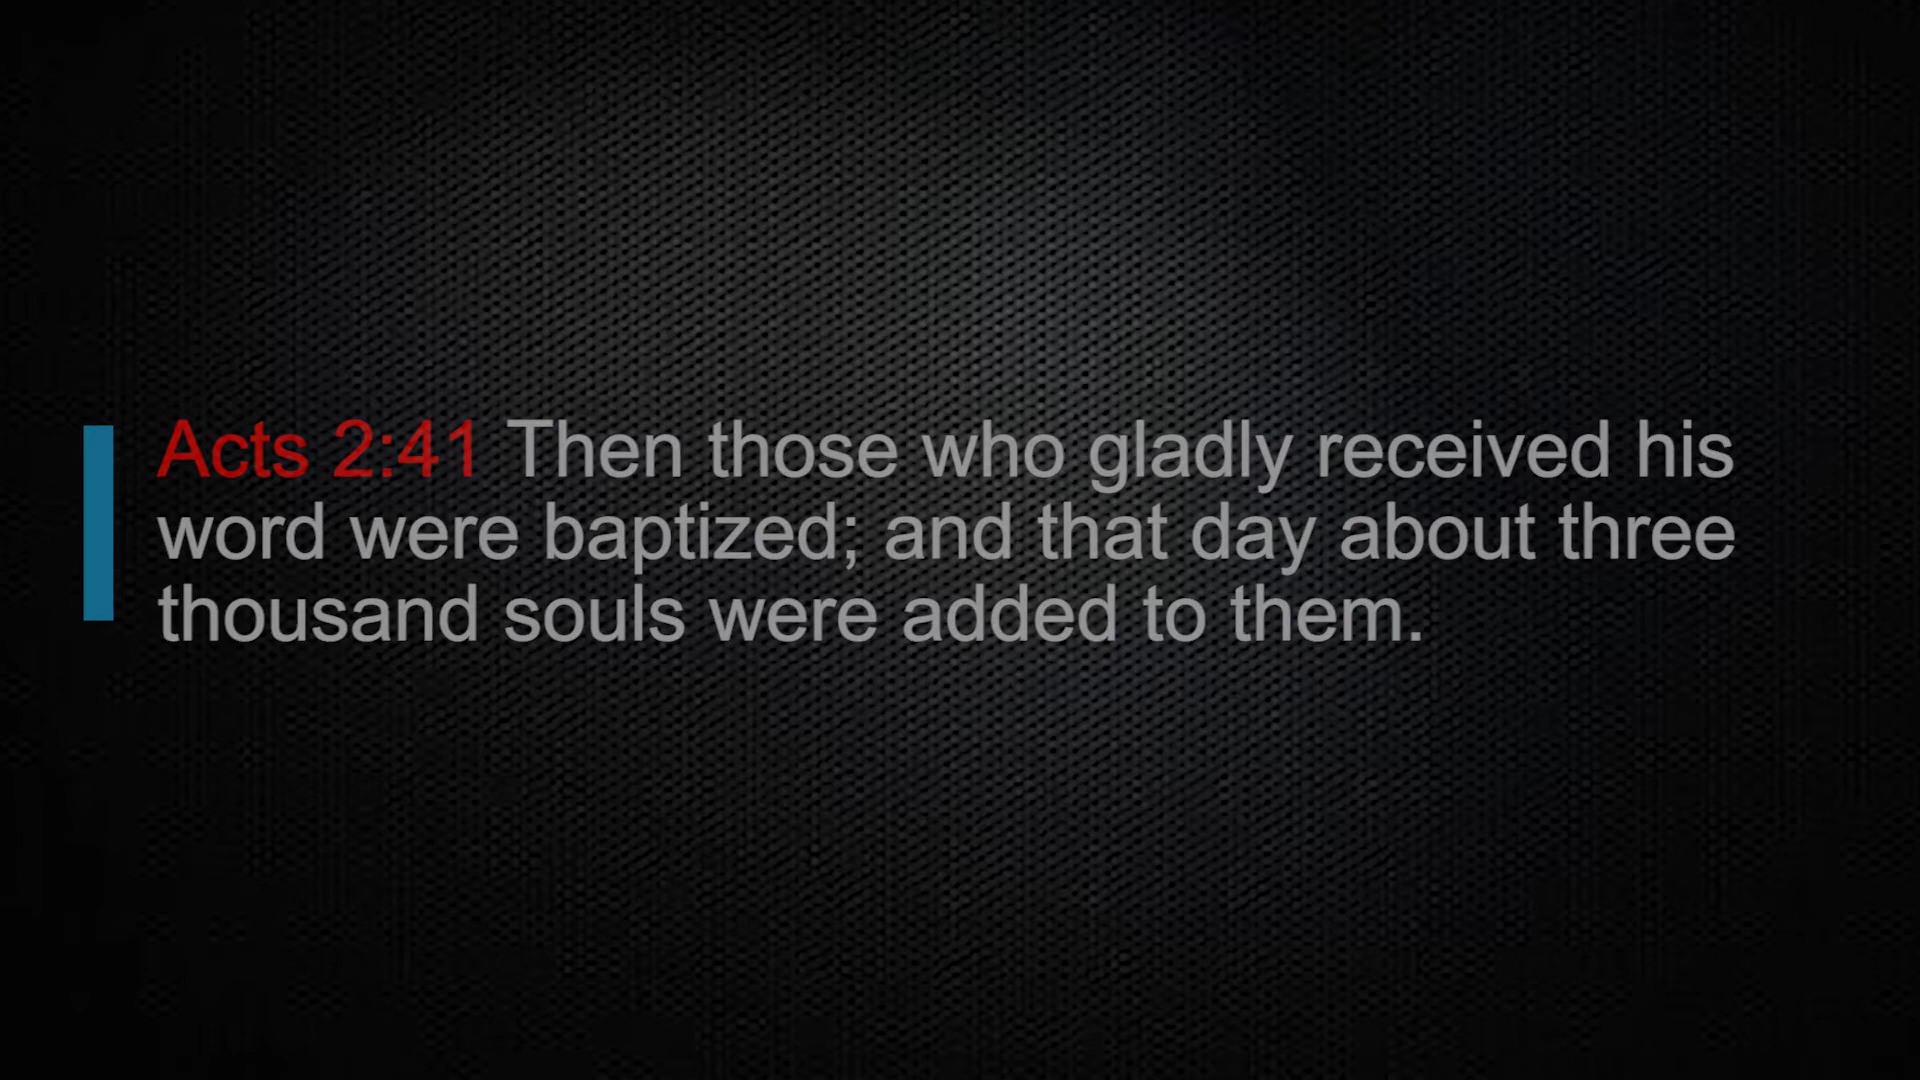 Acts 2:41 Then those who gladly received his
word were baptized; and that day about three
thousand souls were added to them.